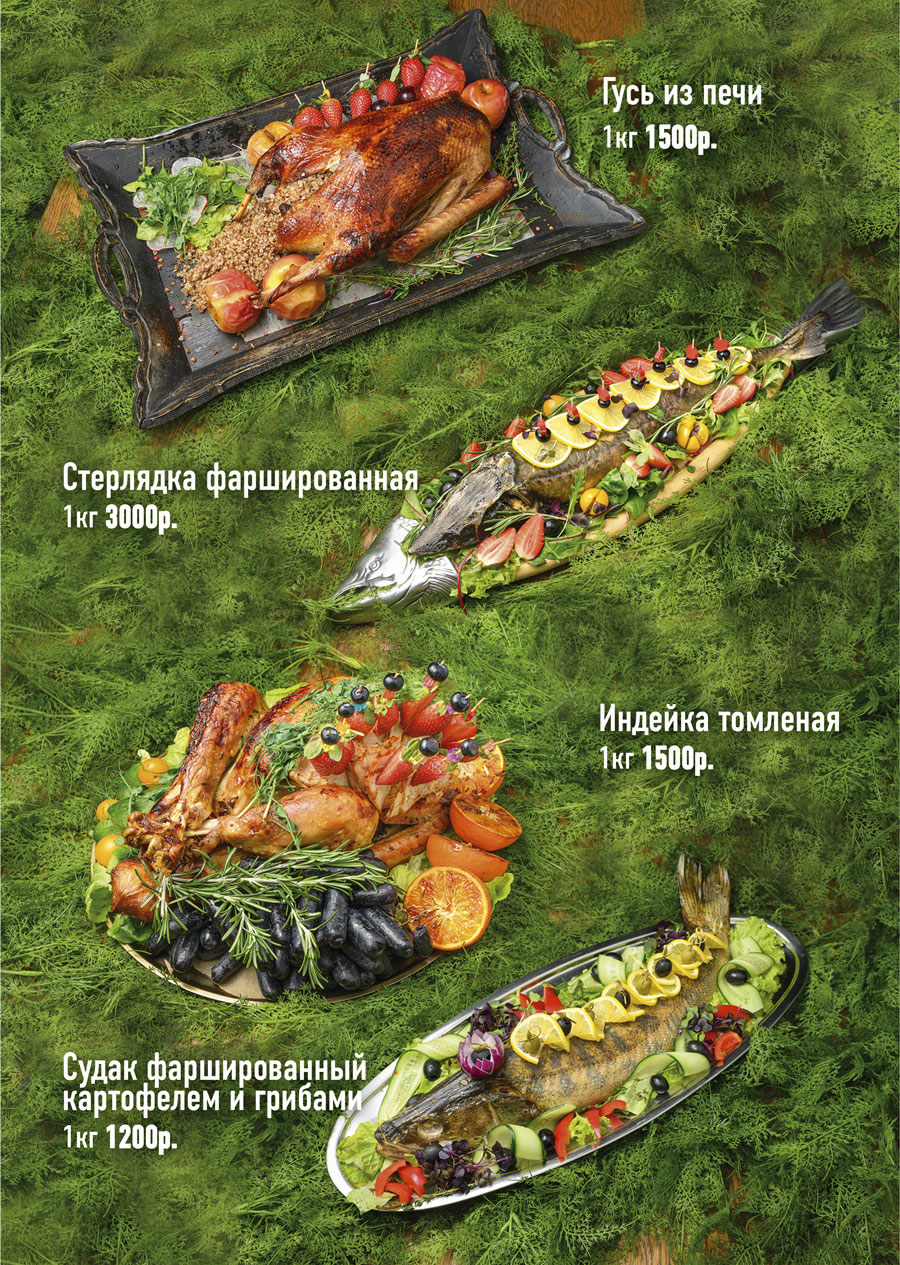 Гусь из печи
1кг 1500р.
Стерлядка фаршированная
1кг 3000р.
Индейка томленая
1кг 1500р.
Судак фаршированный
картофелем и грибами
1кг 1200р.